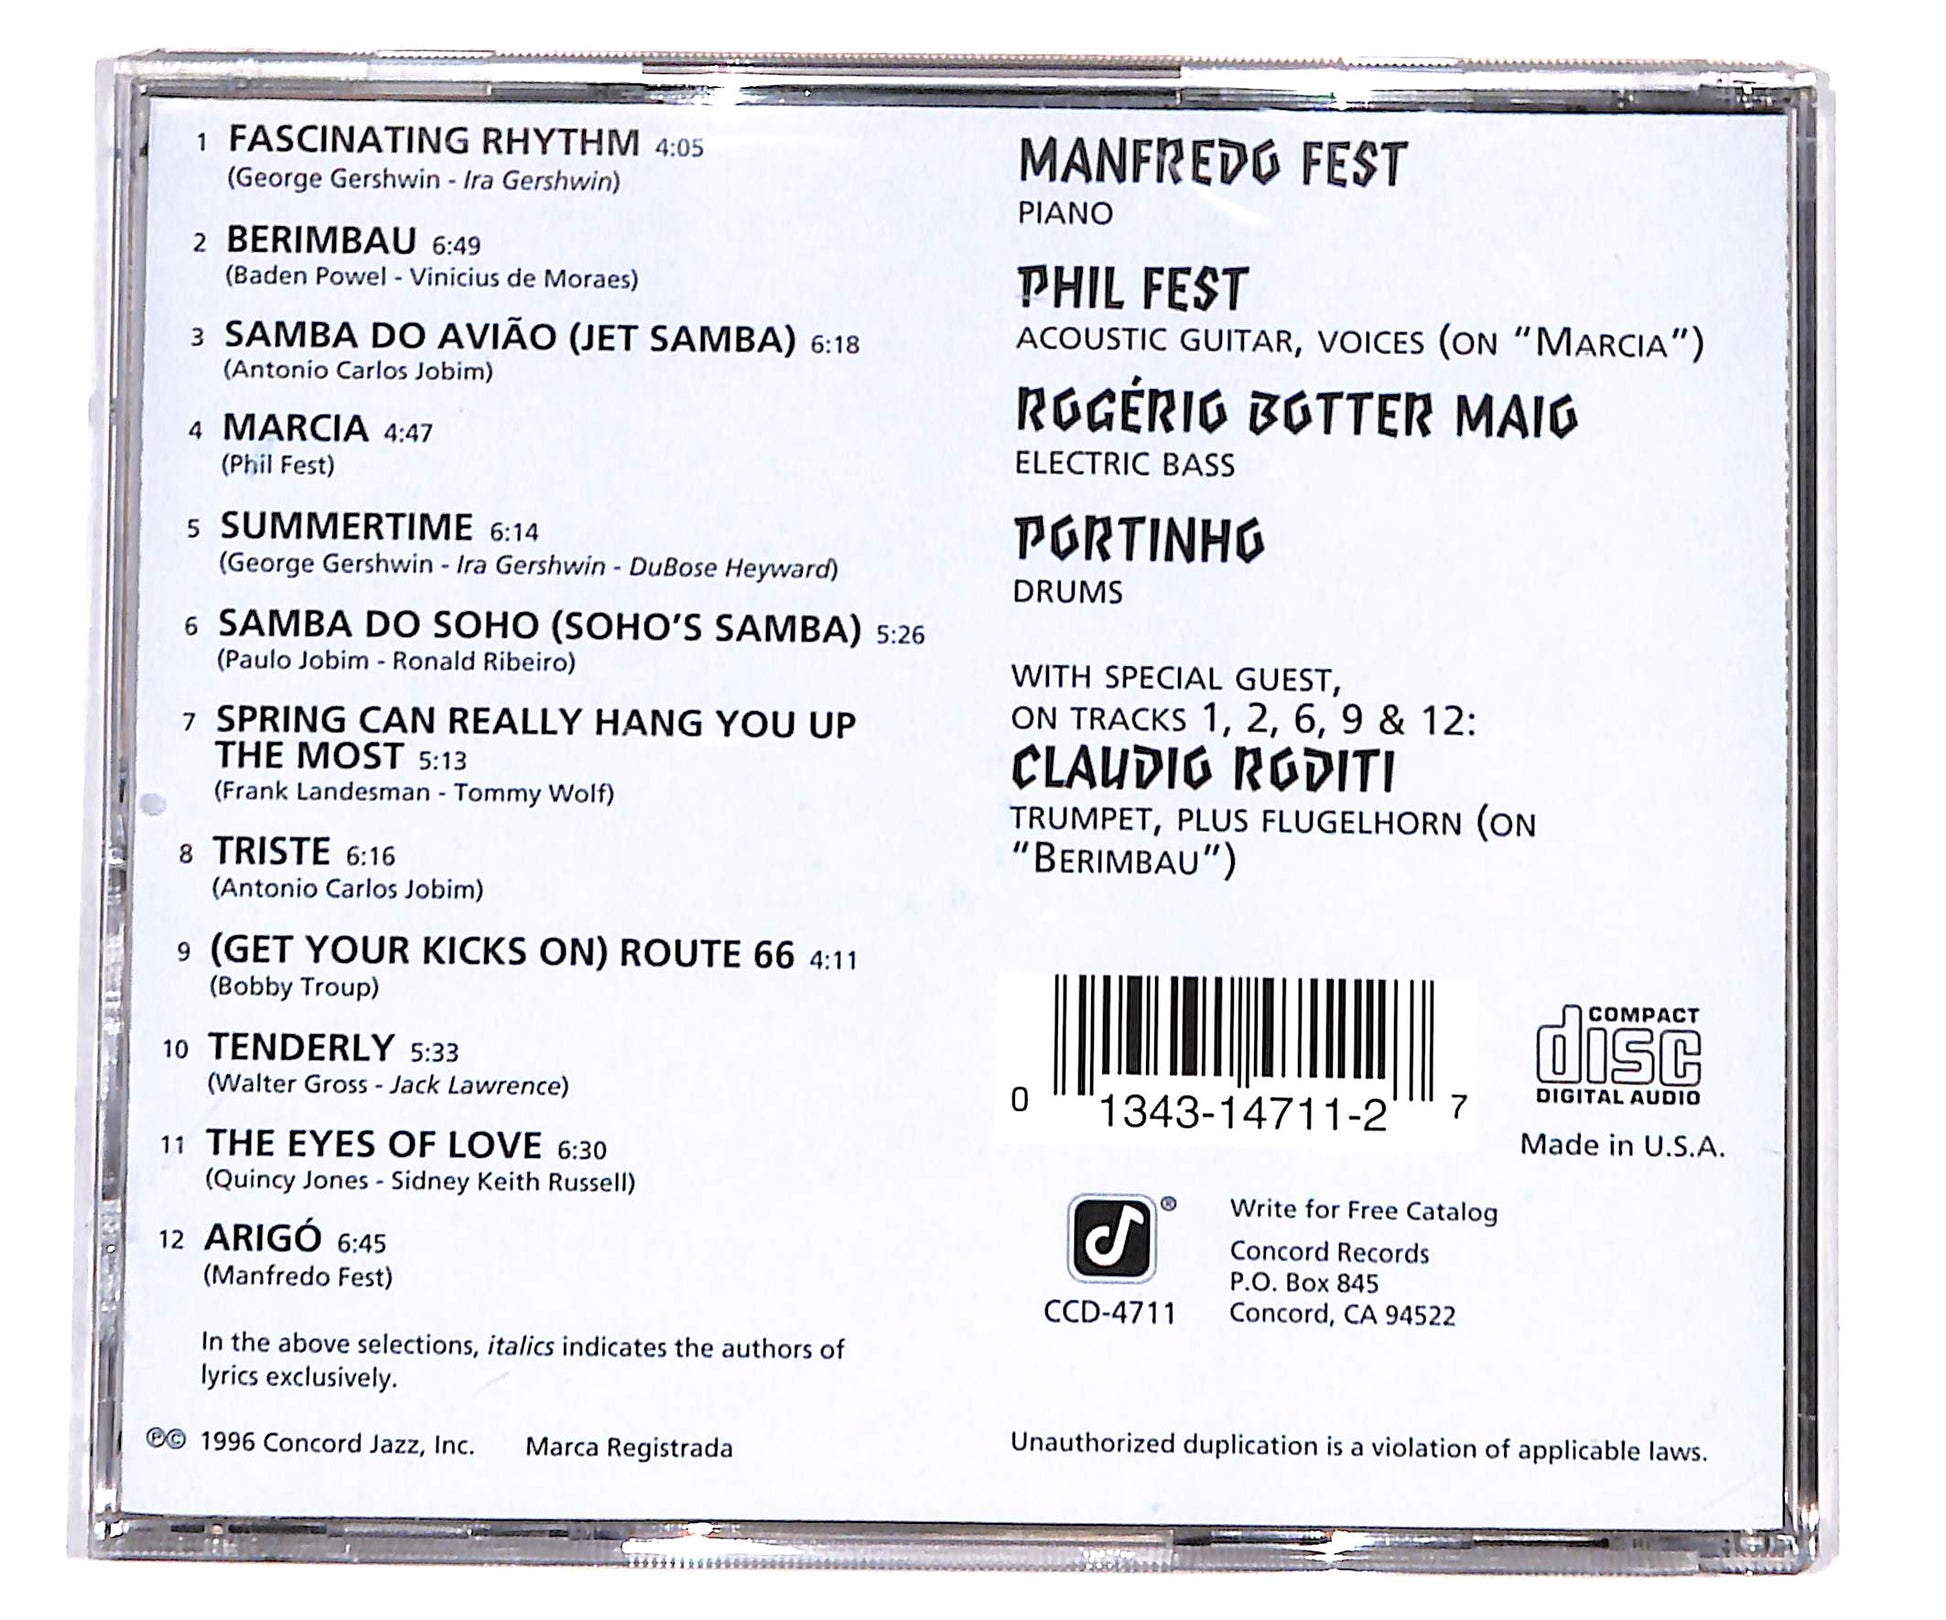 1 FASCINATING RHYTHM 4:05
(George Gershwin - Ira Gershwin)
2 BERIMBAU 6:49
(Baden Powel - Vinicius de Moraes)
3 SAMBA DO AVIÃO (JET SAMBA) 6:18
(Antonio Carlos Jobim)
4 MARCIA 4:47
(Phil Fest)
5 SUMMERTIME 6:14
(George Gershwin - Ira Gershwin - DuBose Heyward)
6 SAMBA DO SOHO (SOHO'S SAMBA) 5:26
(Paulo Jobim - Ronald Ribeiro)
7 SPRING CAN REALLY HANG YOU UP
THE MOST 5:13
(Frank Landesman - Tommy Wolf)
8 TRISTE 6:16
(Antonio Carlos Jobim)
9 (GET YOUR KICKS ON) ROUTE 66 4:11
(Bobby Troup)
10 TENDERLY 5:33
(Walter Gross - Jack Lawrence)
11 THE EYES OF LOVE 6:30
(Quincy Jones - Sidney Keith Russell)
12 ARIGÓ 6:45
(Manfredo Fest)
In the above selections, italics indicates the authors of
lyrics exclusively.
℗© 1996 Concord Jazz, Inc. Marca Registrada
MANFREDO FEST
PIANO
PHIL FEST
ACOUSTIC GUITAR, VOICES (ON "MARCIA")
ROGÉRIO BOTTER MAIO
ELECTRIC BASS
PORTINHO
DRUMS
WITH SPECIAL GUEST,
ON TRACKS 1, 2, 6, 9 & 12:
CLAUDIO RODITI
TRUMPET, PLUS FLUGELHORN (ON
"BERIMBAU")
0 1343-14711-2 7
COMPACT
disc
DIGITAL AUDIO
Made in U.S.A.
®
CCD-4711
Write for Free Catalog
Concord Records
P.O. Box 845
Concord, CA 94522
Unauthorized duplication is a violation of applicable laws.